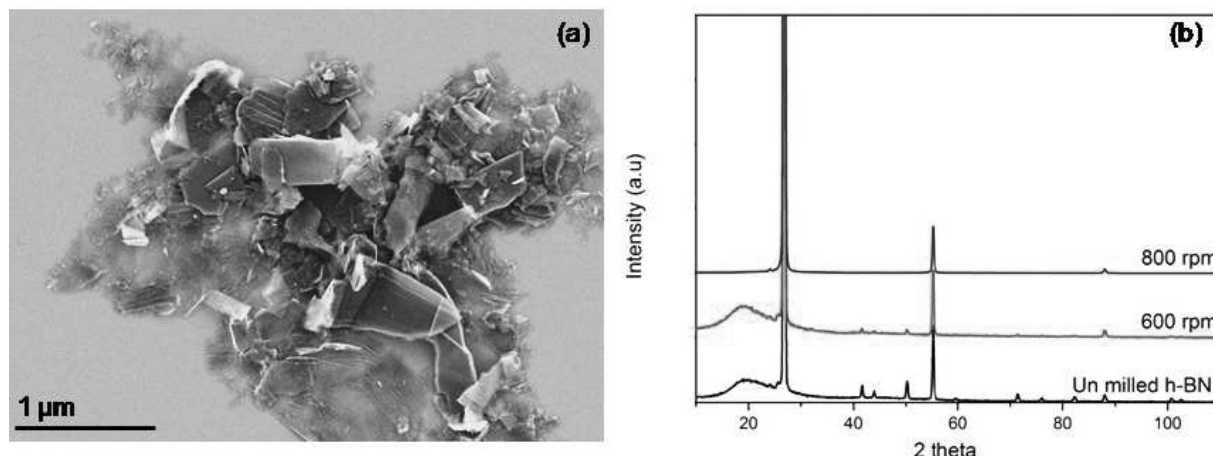 (a)
1 µm
(b)
Intensity (a.u)
800 rpm
600 rpm
Un milled h-BN
20 40 60 80 100
2 theta